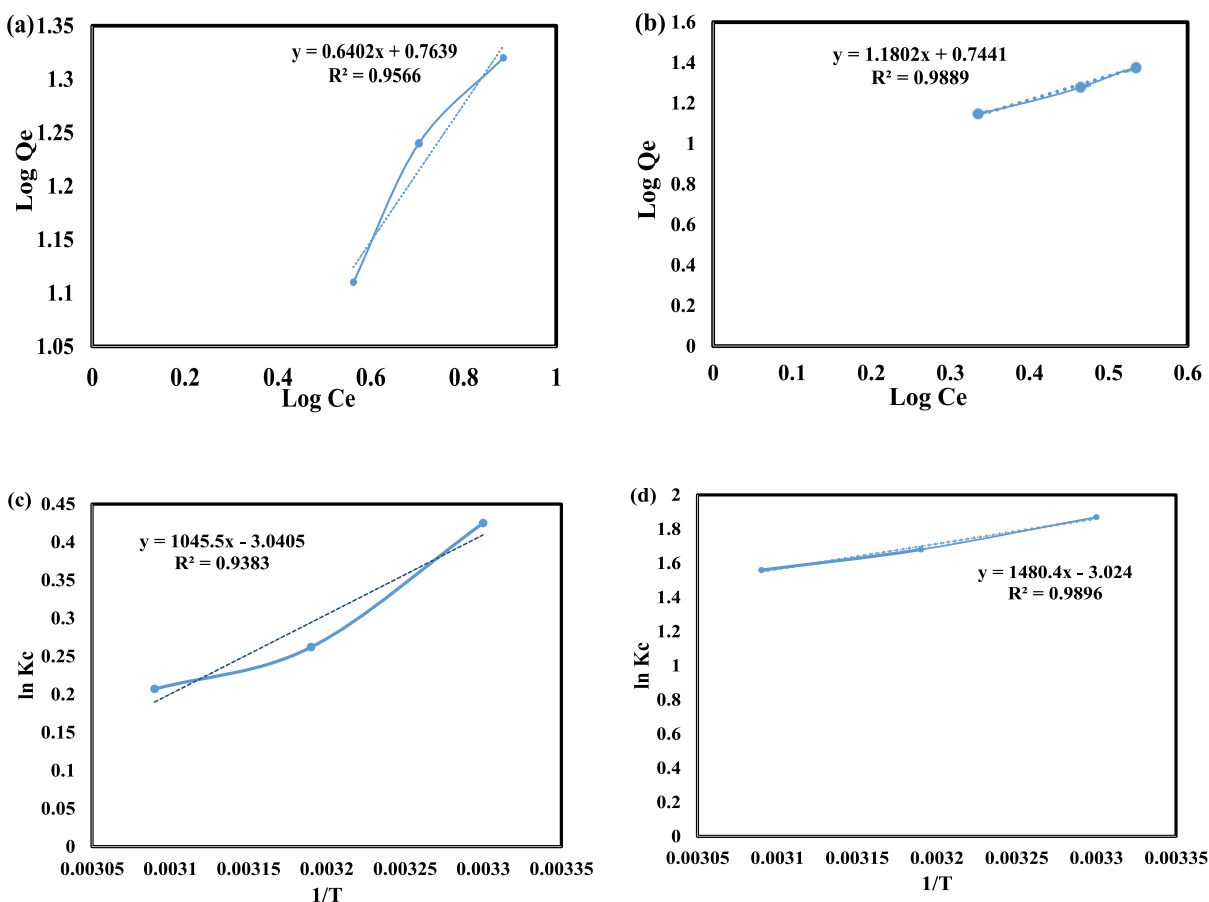 (a)
1.35
1.3
1.25
1.2
1.15
1.1
1.05
Log Qe
y = 0.6402x + 0.7639
R² = 0.9566
0 0.2 0.4 0.6 0.8 1
Log Ce
(b)
1.6
1.4
1.2
1
0.8
0.6
0.4
0.2
0
Log Qe
y = 1.1802x + 0.7441
R² = 0.9889
0 0.1 0.2 0.3 0.4 0.5 0.6
Log Ce
(c)
0.45
0.4
0.35
0.3
0.25
0.2
0.15
0.1
0.05
0
ln Kc
y = 1045.5x - 3.0405
R² = 0.9383
0.00305 0.0031 0.00315 0.0032 0.00325 0.0033 0.00335
1/T
(d)
2
1.8
1.6
1.4
1.2
1
0.8
0.6
0.4
0.2
0
ln Kc
y = 1480.4x - 3.024
R² = 0.9896
0.00305 0.0031 0.00315 0.0032 0.00325 0.0033 0.00335
1/T